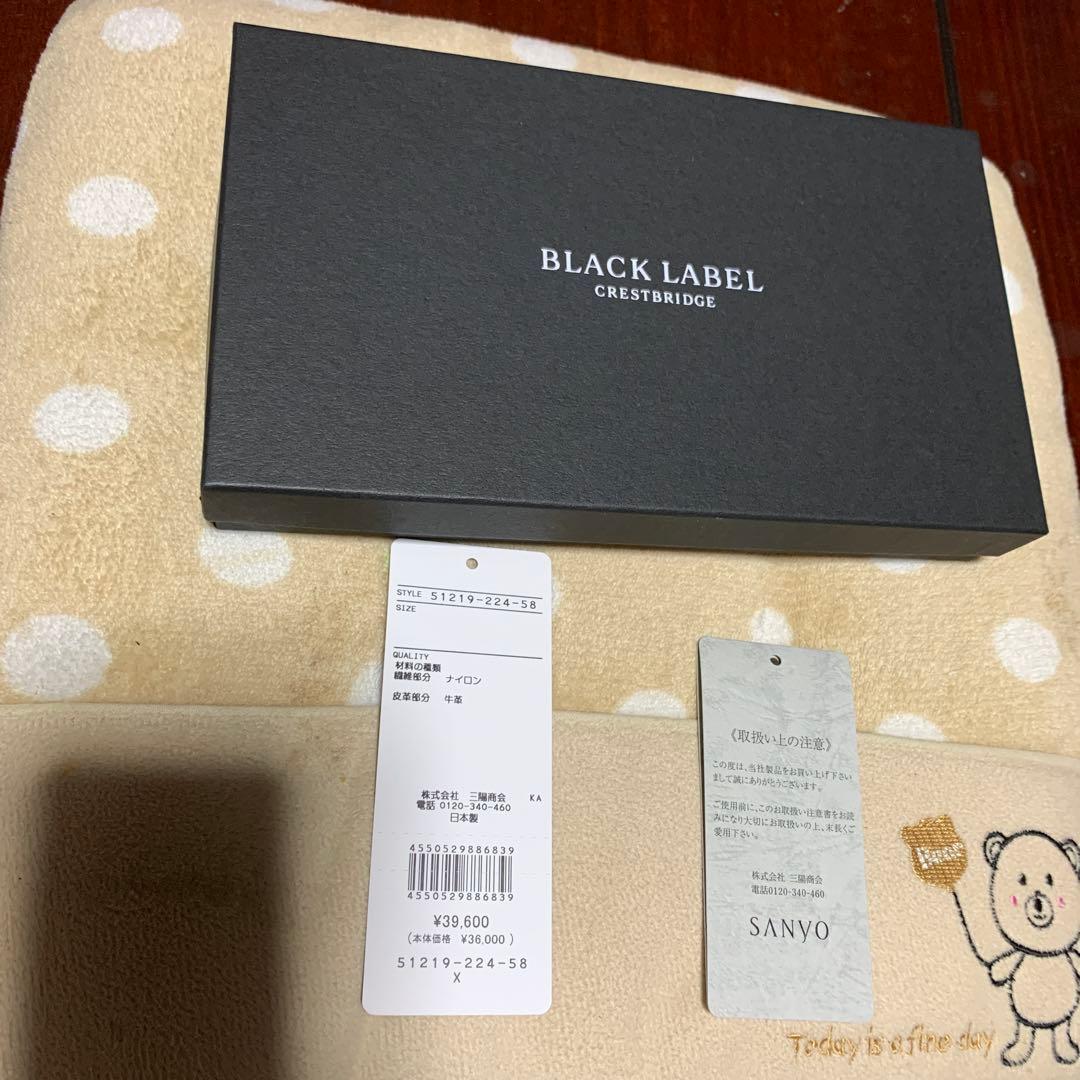 BLACK LABEL
CRESTBRIDGE
STYLE 51219-224-58
SIZE
QUALITY
材料の種類
繊維部分 ナイロン
皮革部分 牛革
株式会社 三陽商会 KA
電話 0120-340-460
日本製
4550529886839
4550529886839
¥39,600
(本体価格 ¥36,000 )
51219-224-58
X
《取扱い上の注意》
この度は、当社製品をお買い上げ下さい
まして誠にありがとうございます。
ご使用前に、このお取扱い注意書をお読
みになり大切にお取扱いの上、末長くご
愛用下さい。
株式会社 三陽商会
電話0120-340-460
SANYO
Today is a fine day